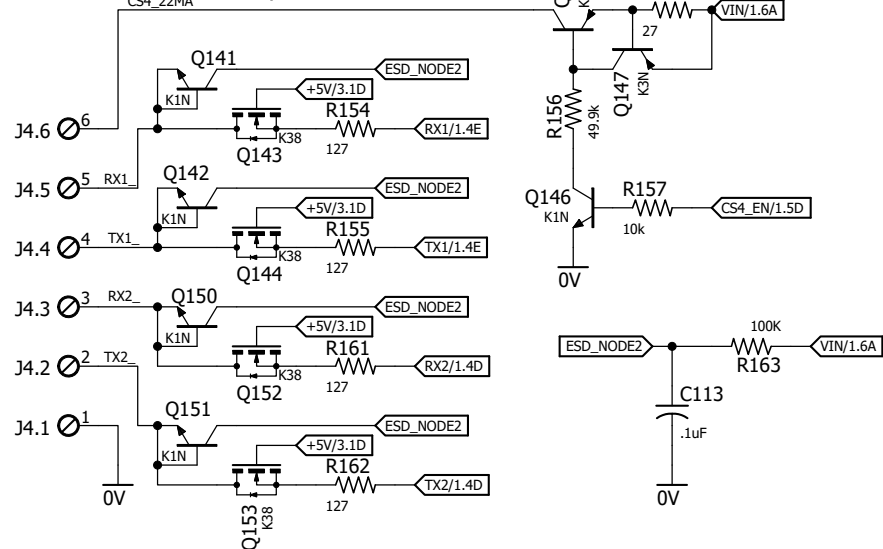 CS4_22MA
VIN/1.6A
27
Q147
K3N
R156
49.9k
Q146
K1N
R157
10k
CS4_EN/1.5D
0V
Q141
K1N
ESD_NODE2
+5V/3.1D
R154
127
RX1/1.4E
K38
Q143
J4.6
6
J4.5
5
RX1_
Q142
K1N
ESD_NODE2
+5V/3.1D
R155
127
TX1/1.4E
K38
Q144
J4.4
4
TX1_
J4.3
3
RX2_
Q150
K1N
ESD_NODE2
+5V/3.1D
R161
127
RX2/1.4D
K38
Q152
J4.2
2
TX2_
J4.1
1
0V
Q151
K1N
ESD_NODE2
+5V/3.1D
R162
127
TX2/1.4D
Q153
K38
ESD_NODE2
100K
R163
VIN/1.6A
C113
.1uF
0V